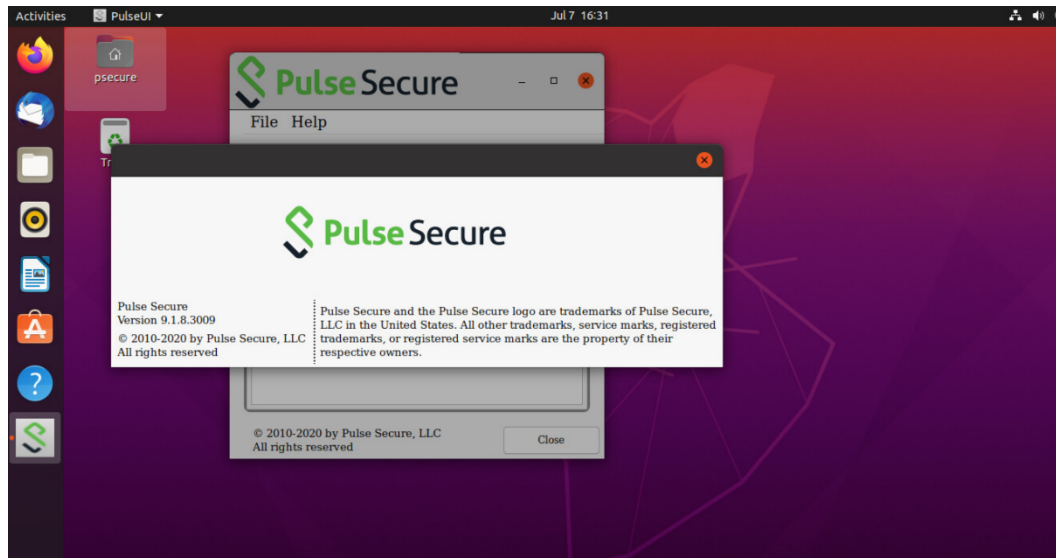 Activities
PulseUI
Jul 7 16:31
psecure
Pulse Secure
File Help
Tr
Pulse Secure
Pulse Secure
Version 9.1.8.3009
© 2010-2020 by Pulse Secure, LLC
All rights reserved
Pulse Secure and the Pulse Secure logo are trademarks of Pulse Secure,
LLC in the United States. All other trademarks, service marks, registered
trademarks, or registered service marks are the property of their
respective owners.
© 2010-2020 by Pulse Secure, LLC
All rights reserved
Close